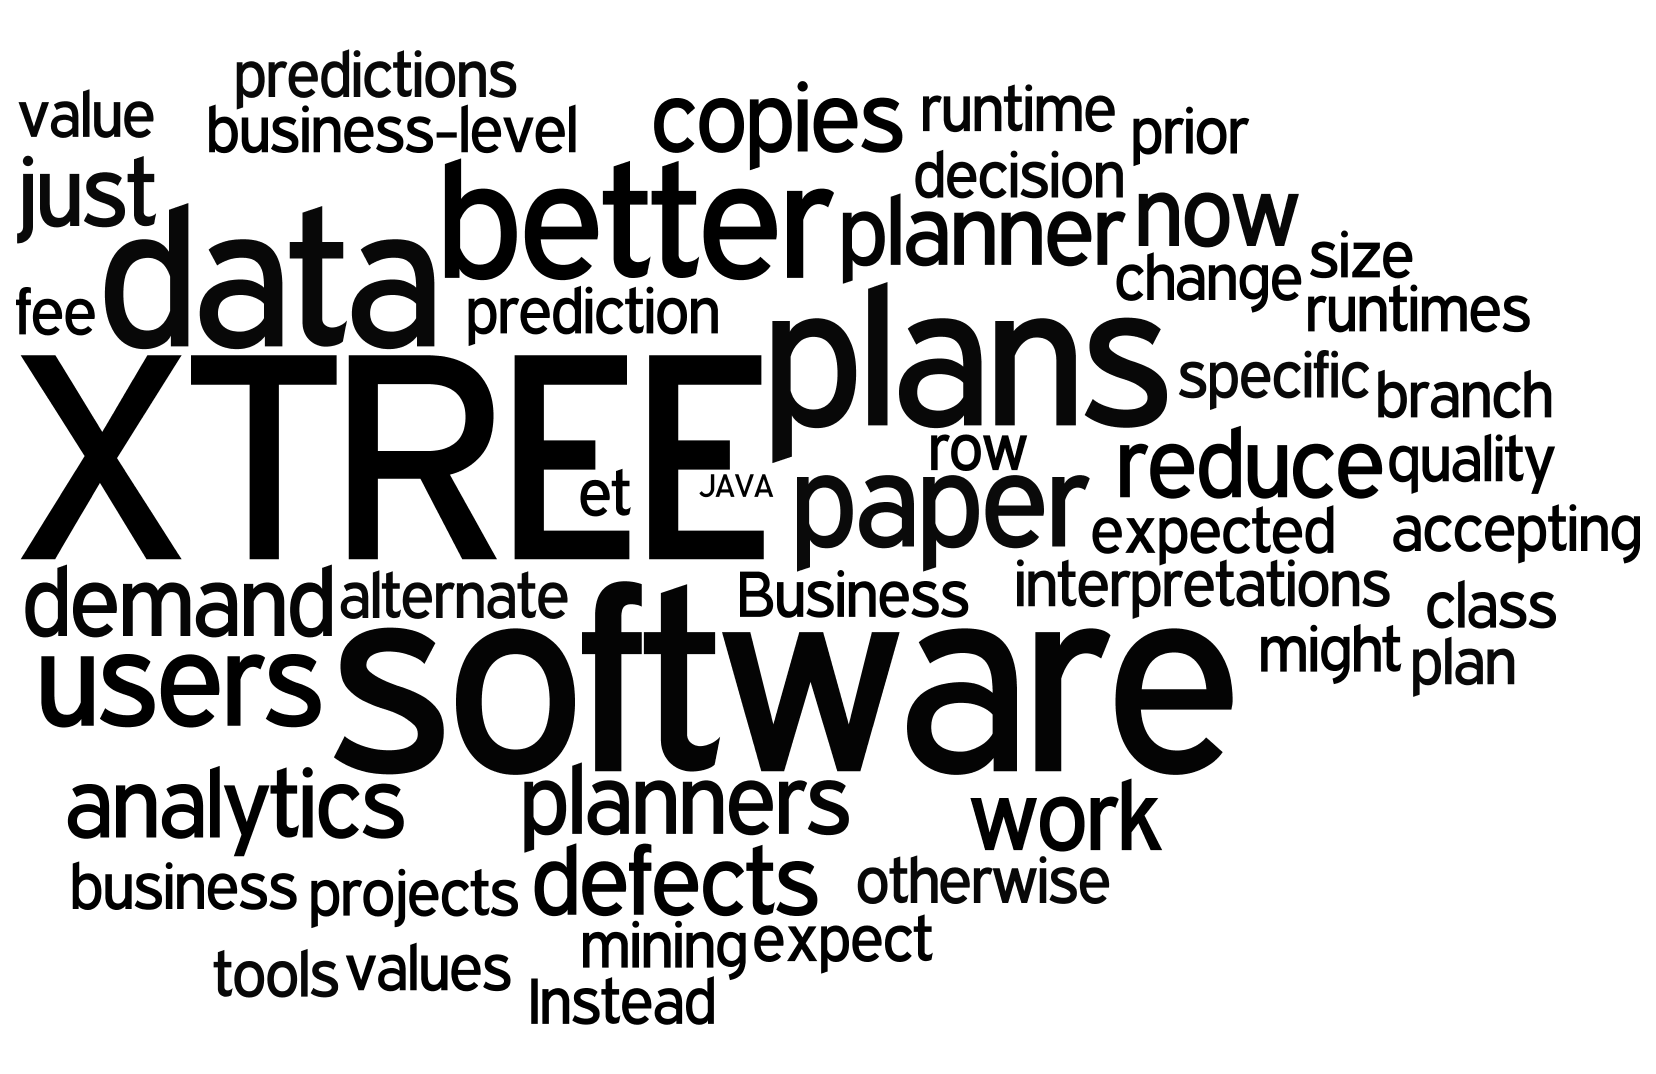 predictions
value business-level copies runtime prior
just better decision
data planner now
fee prediction change size
plans runtimes
XTREE specific branch
row reduce quality
et JAVA paper expected accepting
demand alternate Business interpretations class
users software might plan
analytics planners work
business projects defects otherwise
tools values mining expect
Instead